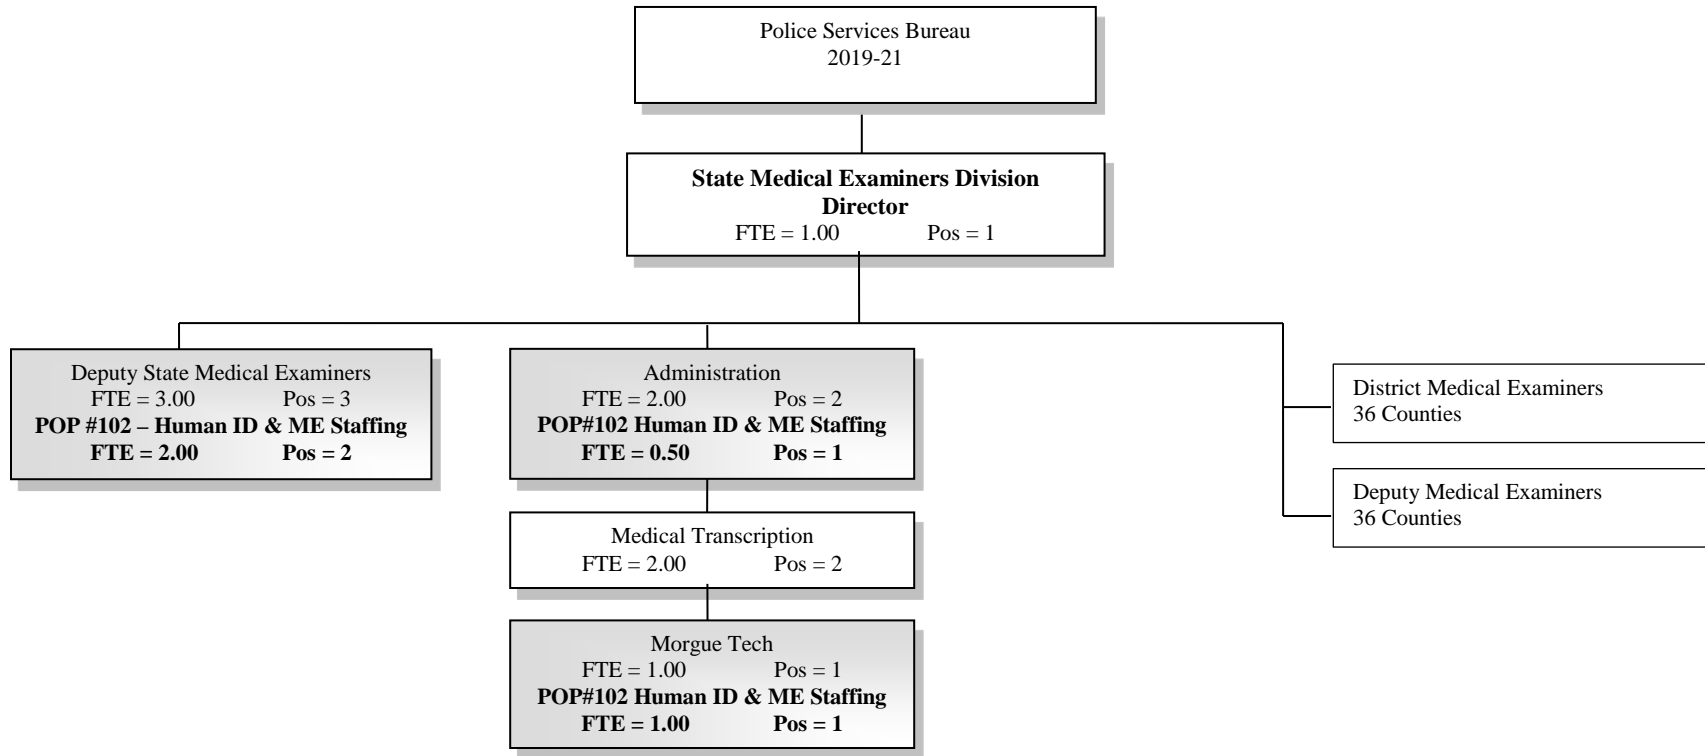 Police Services Bureau
2019-21
State Medical Examiners Division
Director
FTE = 1.00 Pos = 1
Deputy State Medical Examiners
FTE = 3.00 Pos = 3
POP #102 – Human ID & ME Staffing
FTE = 2.00 Pos = 2
Administration
FTE = 2.00 Pos = 2
POP#102 Human ID & ME Staffing
FTE = 0.50 Pos = 1
Medical Transcription
FTE = 2.00 Pos = 2
Morgue Tech
FTE = 1.00 Pos = 1
POP#102 Human ID & ME Staffing
FTE = 1.00 Pos = 1
District Medical Examiners
36 Counties
Deputy Medical Examiners
36 Counties